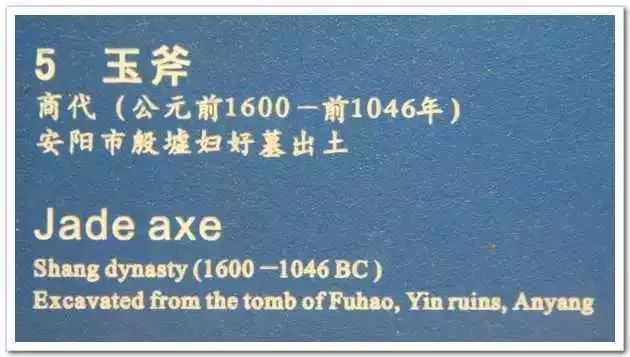 5 玉斧
商代（公元前1600－前1046年）
安阳市殷墟妇好墓出土
Jade axe
Shang dynasty (1600－1046 BC)
Excavated from the tomb of Fuhao, Yin ruins, Anyang